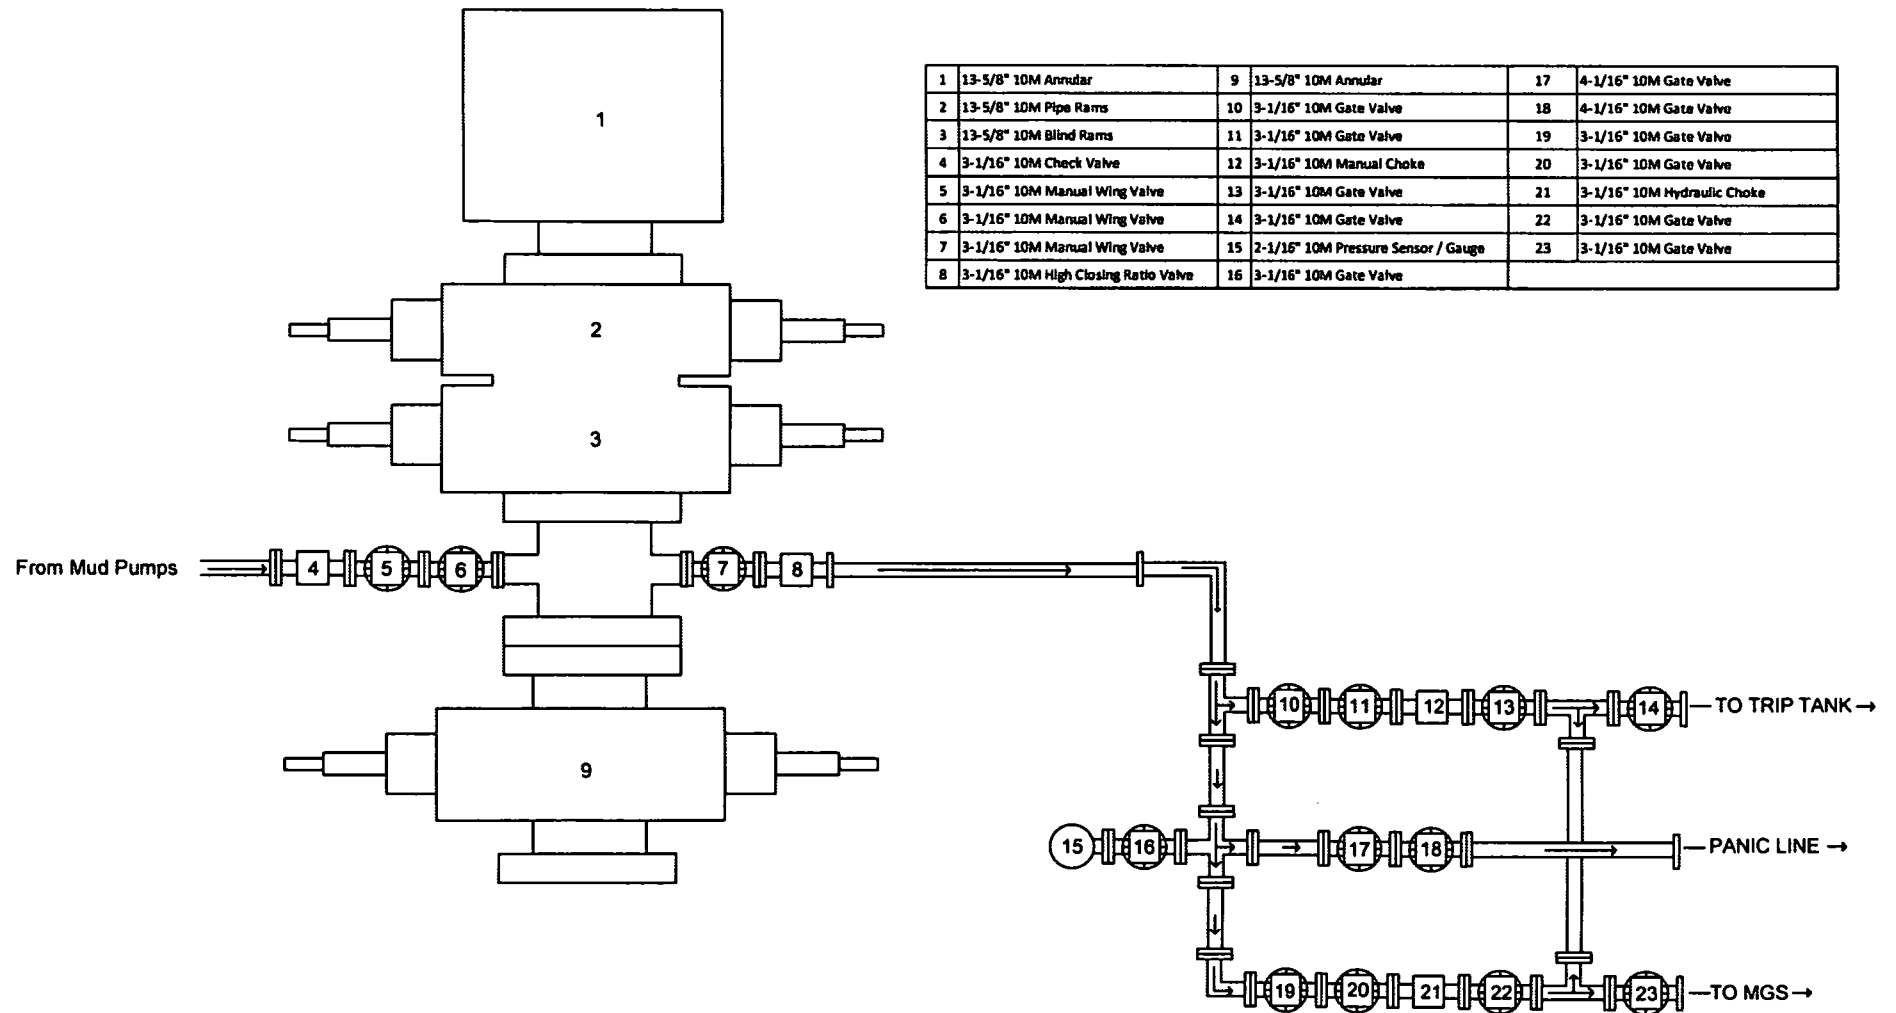 1
1 13-5/8" 10M Annular 9 13-5/8" 10M Annular 17 4-1/16" 10M Gate Valve
2 13-5/8" 10M Pipe Rams 10 3-1/16" 10M Gate Valve 18 4-1/16" 10M Gate Valve
3 13-5/8" 10M Blind Rams 11 3-1/16" 10M Gate Valve 19 3-1/16" 10M Gate Valve
4 3-1/16" 10M Check Valve 12 3-1/16" 10M Manual Choke 20 3-1/16" 10M Gate Valve
5 3-1/16" 10M Manual Wing Valve 13 3-1/16" 10M Gate Valve 21 3-1/16" 10M Hydraulic Choke
6 3-1/16" 10M Manual Wing Valve 14 3-1/16" 10M Gate Valve 22 3-1/16" 10M Gate Valve
7 3-1/16" 10M Manual Wing Valve 15 2-1/16" 10M Pressure Sensor / Gauge 23 3-1/16" 10M Gate Valve
8 3-1/16" 10M High Closing Ratio Valve 16 3-1/16" 10M Gate Valve
2
3
From Mud Pumps 4 5 6 7 8
10 11 12 13 14 TO TRIP TANK
9
15 16 17 18 PANIC LINE
19 20 21 22 23 TO MGS